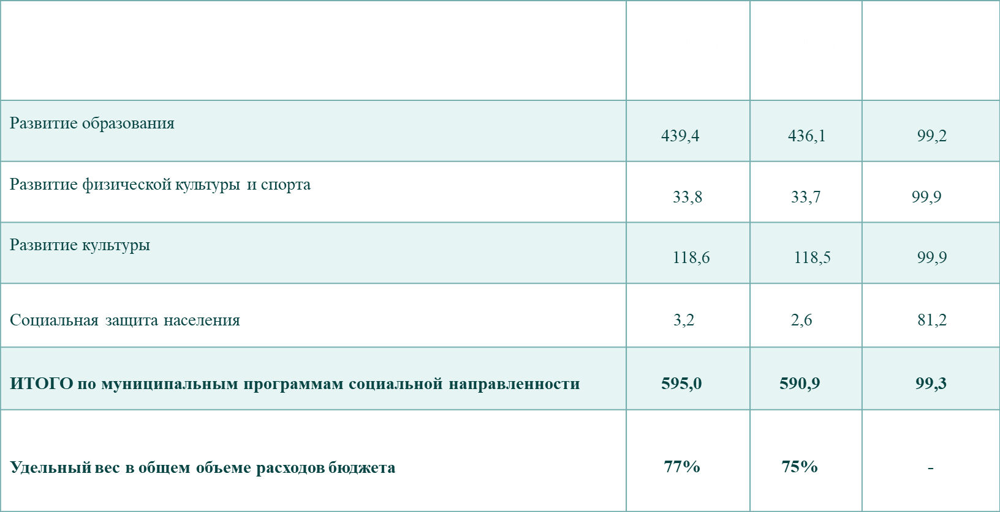 Развитие образования 439,4 436,1 99,2
Развитие физической культуры и спорта 33,8 33,7 99,9
Развитие культуры 118,6 118,5 99,9
Социальная защита населения 3,2 2,6 81,2
ИТОГО по муниципальным программам социальной направленности 595,0 590,9 99,3
Удельный вес в общем объеме расходов бюджета 77% 75% -